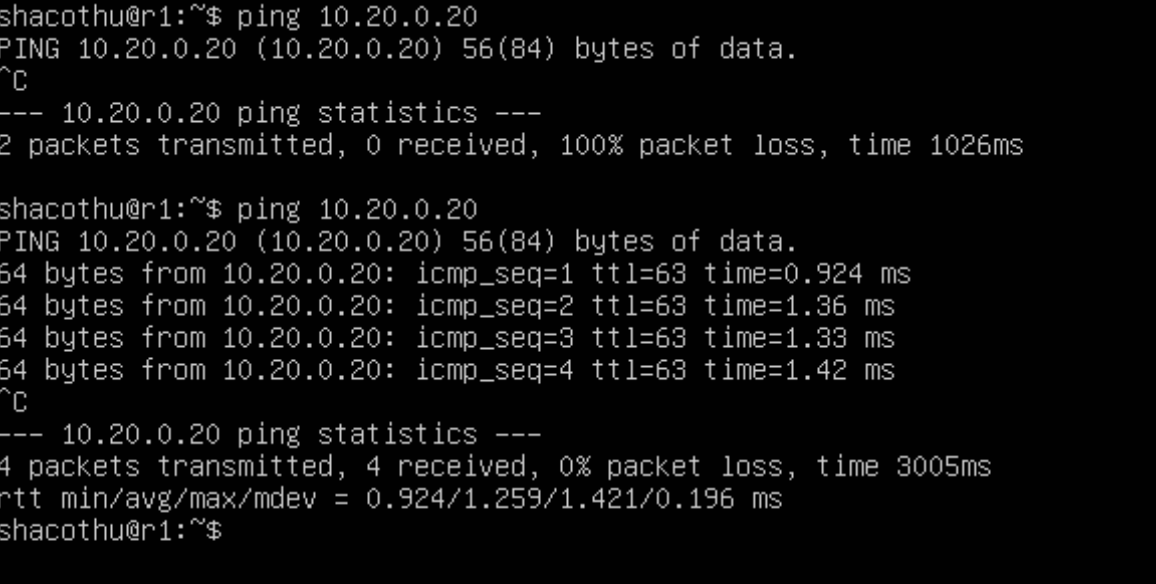 shacothu@r1:~$ ping 10.20.0.20
PING 10.20.0.20 (10.20.0.20) 56(84) bytes of data.
^C
--- 10.20.0.20 ping statistics ---
2 packets transmitted, 0 received, 100% packet loss, time 1026ms

shacothu@r1:~$ ping 10.20.0.20
PING 10.20.0.20 (10.20.0.20) 56(84) bytes of data.
64 bytes from 10.20.0.20: icmp_seq=1 ttl=63 time=0.924 ms
64 bytes from 10.20.0.20: icmp_seq=2 ttl=63 time=1.36 ms
64 bytes from 10.20.0.20: icmp_seq=3 ttl=63 time=1.33 ms
64 bytes from 10.20.0.20: icmp_seq=4 ttl=63 time=1.42 ms
^C
--- 10.20.0.20 ping statistics ---
4 packets transmitted, 4 received, 0% packet loss, time 3005ms
rtt min/avg/max/mdev = 0.924/1.259/1.421/0.196 ms
shacothu@r1:~$